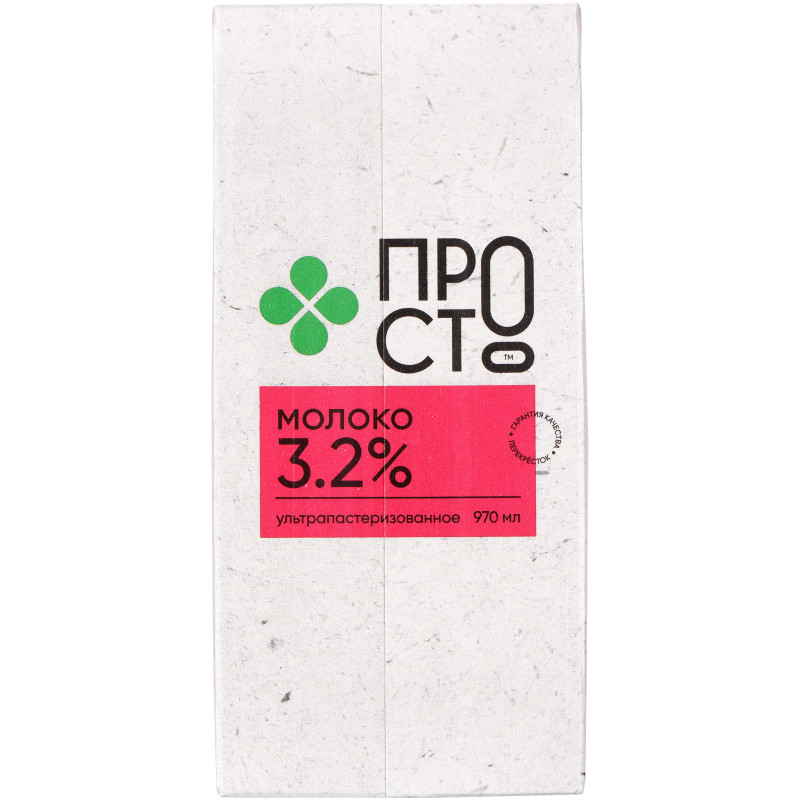 ПРО
СТО
TM
МОЛОКО
3.2%
ультрапастеризованное 970 мл
• ГАРАНТИЯ КАЧЕСТВА •
ПЕРЕКРЁСТОК